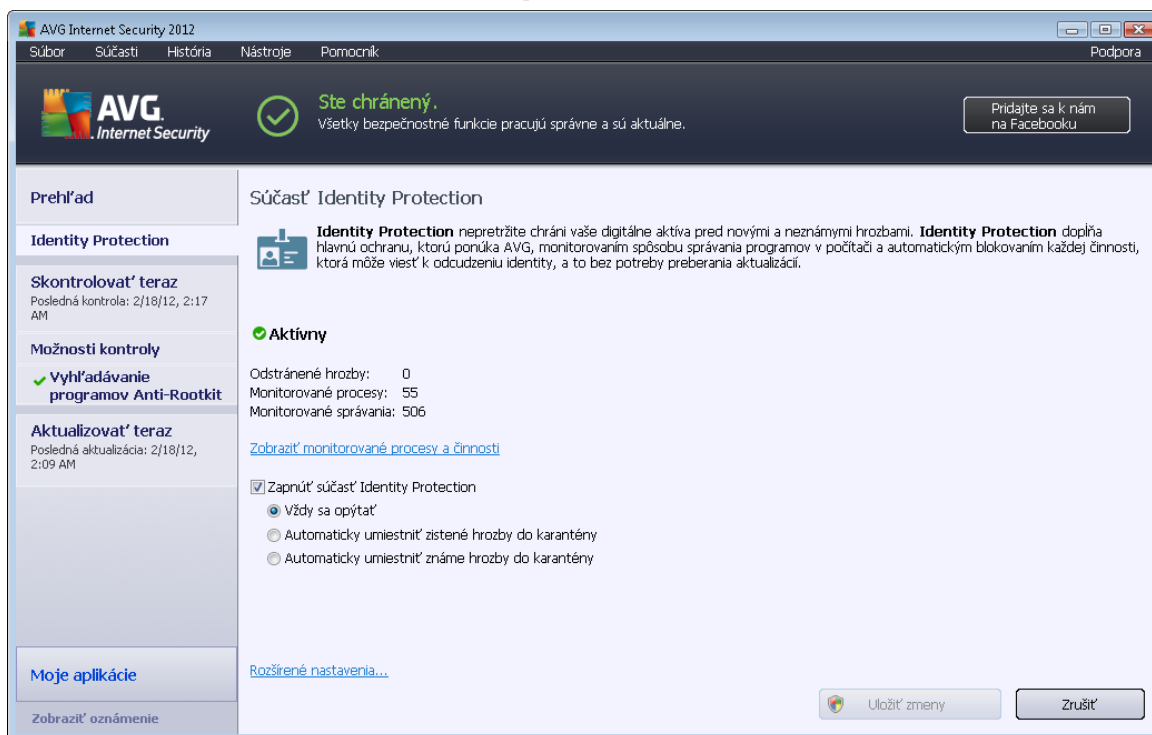 AVG Internet Security 2012
Súbor Súčasti História Nástroje Pomocník Podpora
AVG.
Internet Security
Ste chránený.
Všetky bezpečnostné funkcie pracujú správne a sú aktuálne.
Pridajte sa k nám
na Facebooku
Prehľad
Identity Protection
Skontrolovať teraz
Posledná kontrola: 2/18/12, 2:17
AM
Možnosti kontroly
Vyhľadávanie
programov Anti-Rootkit
Aktualizovať teraz
Posledná aktualizácia: 2/18/12,
2:09 AM
Moje aplikácie
Zobraziť oznámenie
Súčasť Identity Protection
Identity Protection nepretržite chráni vaše digitálne aktíva pred novými a neznámymi hrozbami. Identity Protection dopĺňa
hlavnú ochranu, ktorú ponúka AVG, monitorovaním spôsobu správania programov v počítači a automatickým blokovaním každej činnosti,
ktorá môže viesť k odcudzeniu identity, a to bez potreby preberania aktualizácií.
Aktívny
Odstránené hrozby: 0
Monitorované procesy: 55
Monitorované správania: 506
Zobraziť monitorované procesy a činnosti
Zapnúť súčasť Identity Protection
Vždy sa opýtať
Automaticky umiestniť zistené hrozby do karantény
Automaticky umiestniť známe hrozby do karantény
Rozšírené nastavenia...
Uložiť zmeny
Zrušiť